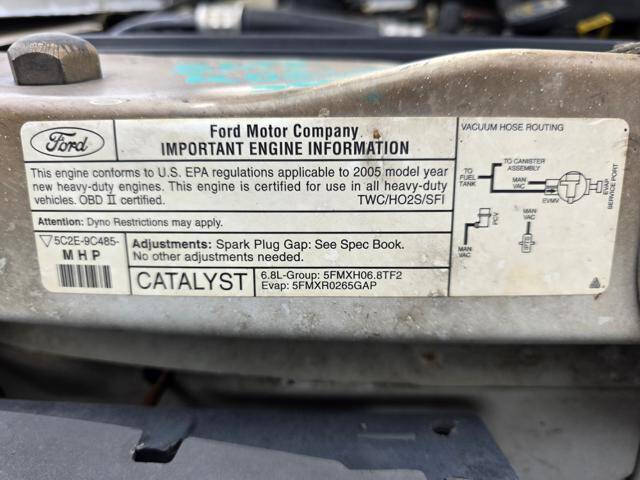 Ford
Ford Motor Company
IMPORTANT ENGINE INFORMATION
This engine conforms to U.S. EPA regulations applicable to 2005 model year
new heavy-duty engines. This engine is certified for use in all heavy-duty
vehicles. OBD II certified. TWC/HO2S/SFI
Attention: Dyno Restrictions may apply.
5C2E-9C485-
MHP
Adjustments: Spark Plug Gap: See Spec Book.
No other adjustments needed.
CATALYST
6.8L-Group: 5FMXH06.8TF2
Evap: 5FMXR0265GAP
VACUUM HOSE ROUTING
TO CANISTER
ASSEMBLY
TO
FUEL
TANK
MAN
VAC
EVMV
EVAP
SERVICE PORT
PCV
MAN
VAC
MAN
VAC